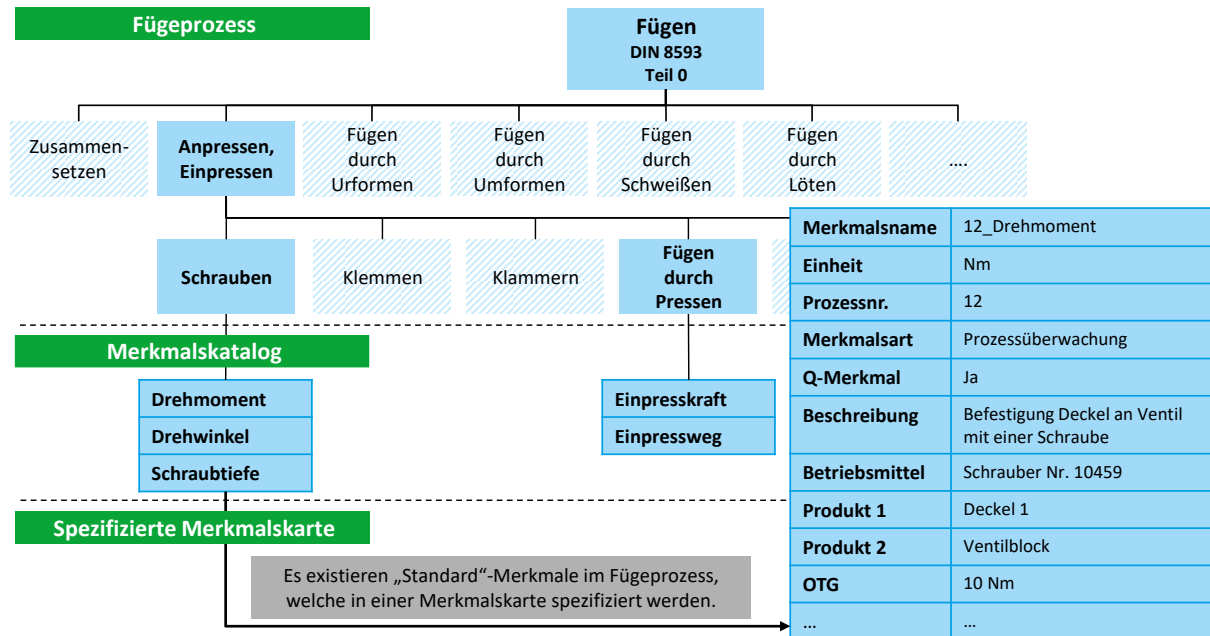 Fügeprozess
Fügen
DIN 8593
Teil 0
Zusammen-
setzen
Anpressen,
Einpressen
Fügen
durch
Urformen
Fügen
durch
Umformen
Fügen
durch
Schweißen
Fügen
durch
Löten
....
Schrauben
Klemmen
Klammern
Fügen
durch
Pressen
Merkmalskatalog
Drehmoment
Drehwinkel
Schraubtiefe
Einpresskraft
Einpressweg
Spezifizierte Merkmalskarte
Es existieren „Standard“-Merkmale im Fügeprozess,
welche in einer Merkmalskarte spezifiziert werden.
Merkmalsname 12_Drehmoment
Einheit Nm
Prozessnr. 12
Merkmalsart Prozessüberwachung
Q-Merkmal Ja
Beschreibung Befestigung Deckel an Ventil
mit einer Schraube
Betriebsmittel Schrauber Nr. 10459
Produkt 1 Deckel 1
Produkt 2 Ventilblock
OTG 10 Nm
... ...